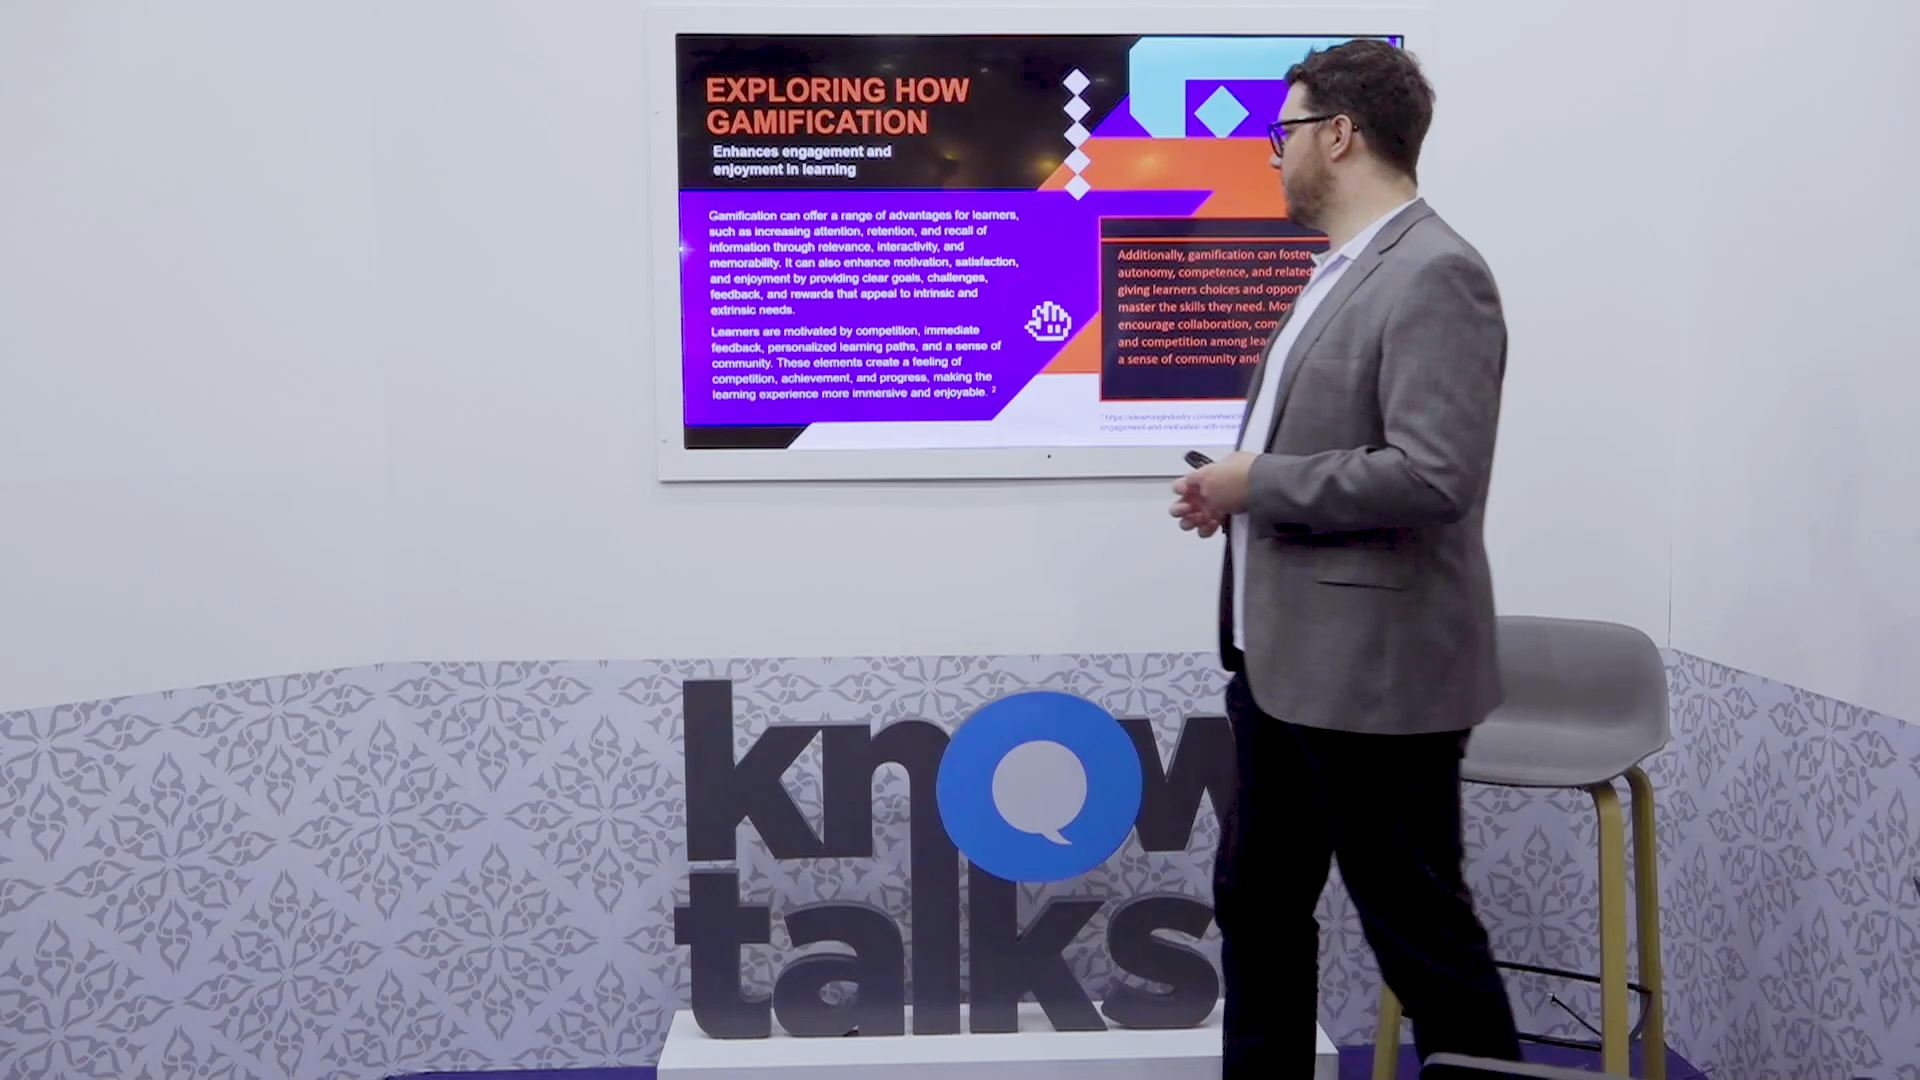 EXPLORING HOW
GAMIFICATION
Enhances engagement and
enjoyment in learning
Gamification can offer a range of advantages for learners,
such as increasing attention, retention, and recall of
information through relevance, interactivity, and
memorability. It can also enhance motivation, satisfaction,
and enjoyment by providing clear goals, challenges,
feedback, and rewards that appeal to intrinsic and
extrinsic needs.
Learners are motivated by competition, immediate
feedback, personalized learning paths, and a sense of
community. These elements create a feeling of
competition, achievement, and progress, making the
learning experience more immersive and enjoyable. 2
Additionally, gamification can foster
autonomy, competence, and
giving learners choices and
master the skills they need.
encourage collaboration,
and competition among
a sense of community and
know
talks